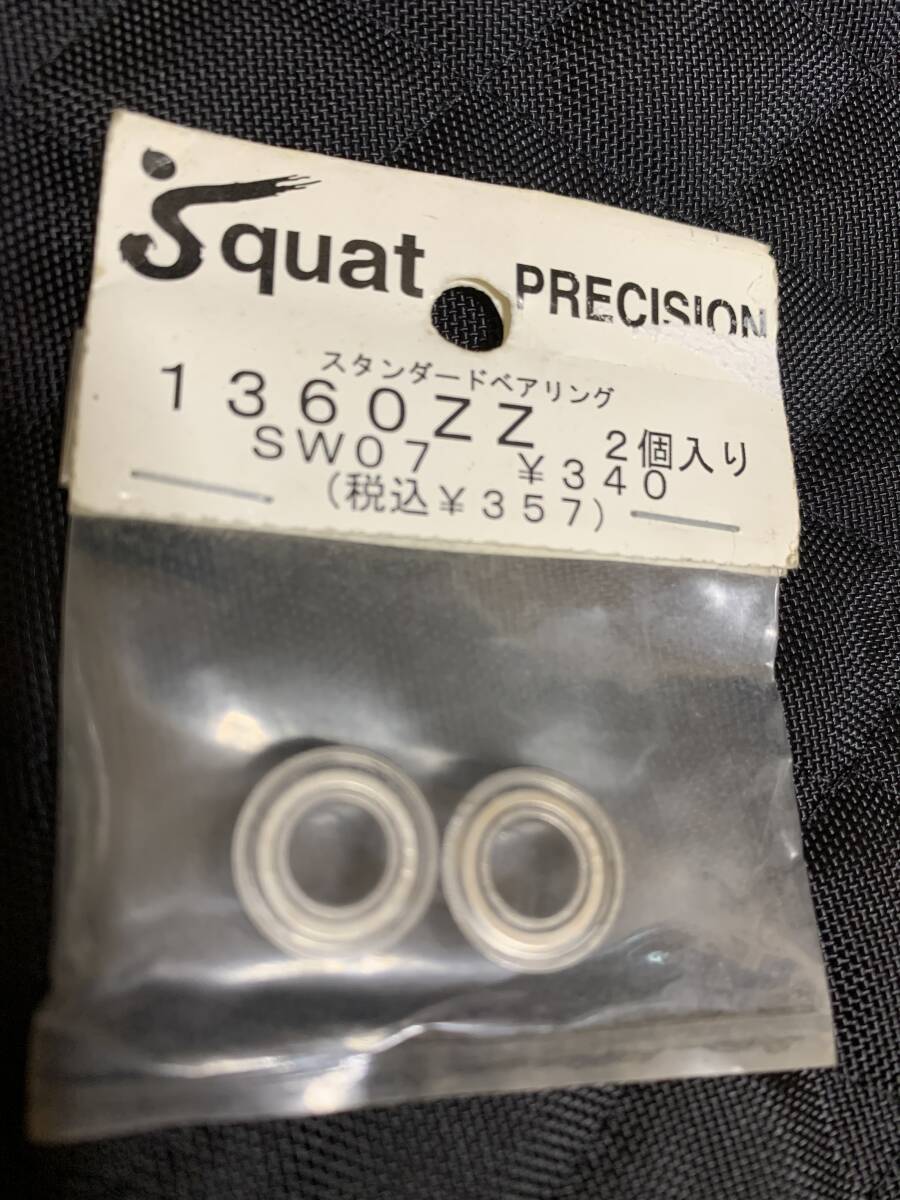 Squat PRECISION
スタンダードベアリング
1360ZZ 2個入り
SW07 ¥340
(税込¥357)